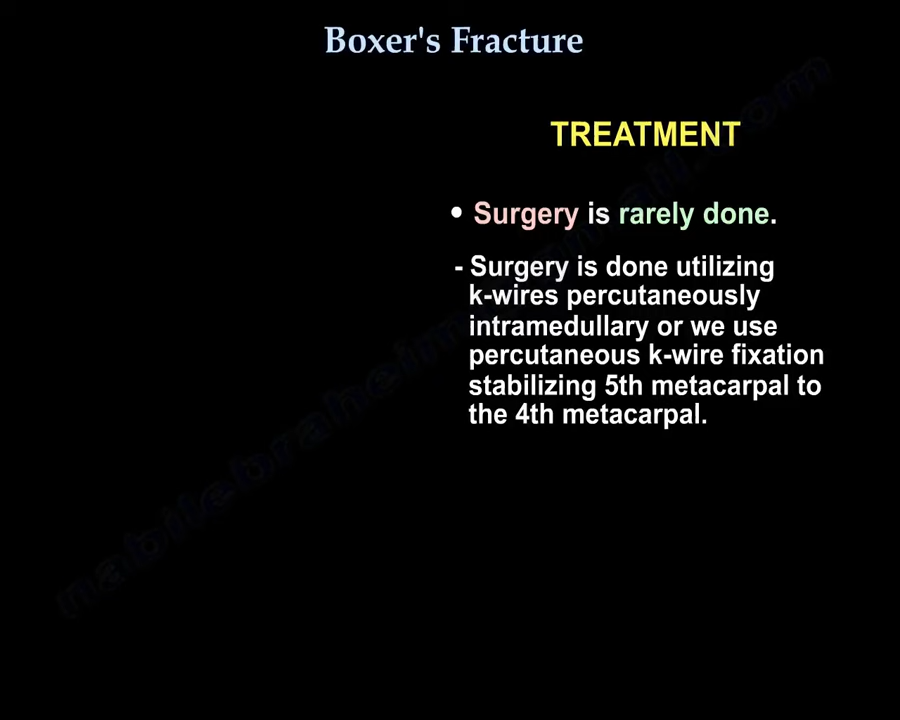 Boxer's Fracture
TREATMENT
• Surgery is rarely done.
- Surgery is done utilizing
k-wires percutaneously
intramedullary or we use
percutaneous k-wire fixation
stabilizing 5th metacarpal to
the 4th metacarpal.